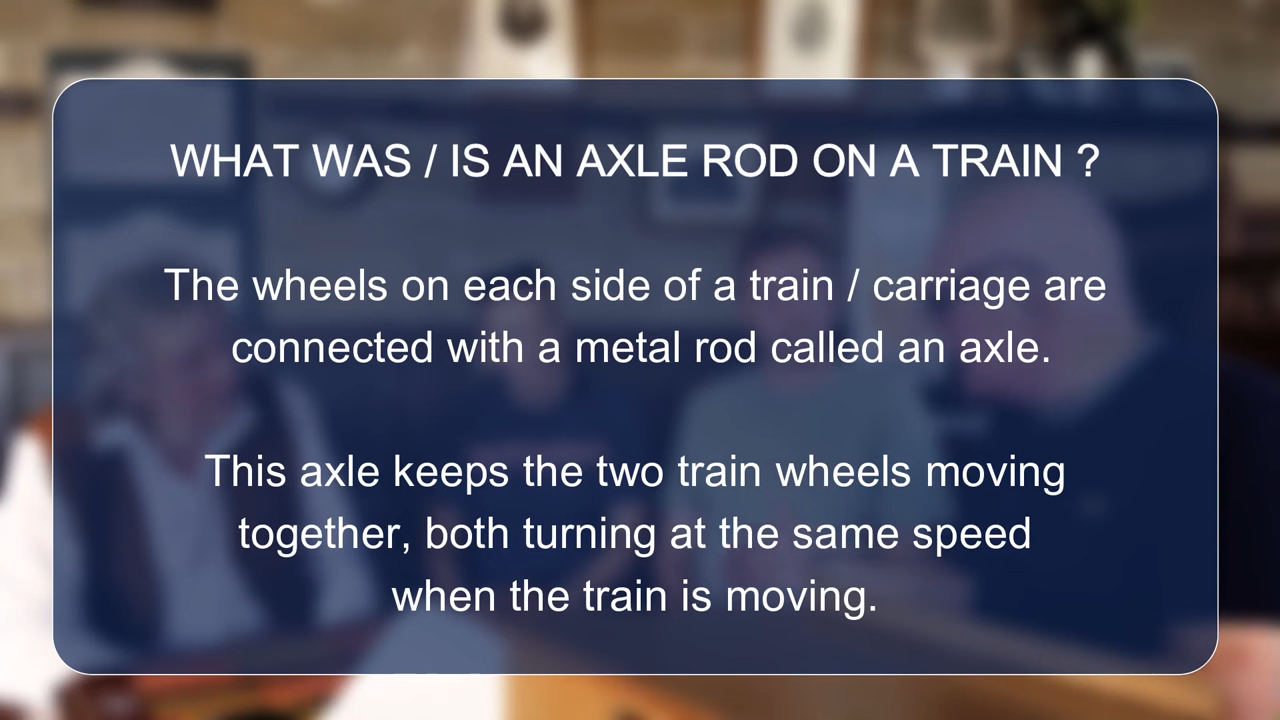 WHAT WAS / IS AN AXLE ROD ON A TRAIN ?
The wheels on each side of a train / carriage are
connected with a metal rod called an axle.
This axle keeps the two train wheels moving
together, both turning at the same speed
when the train is moving.